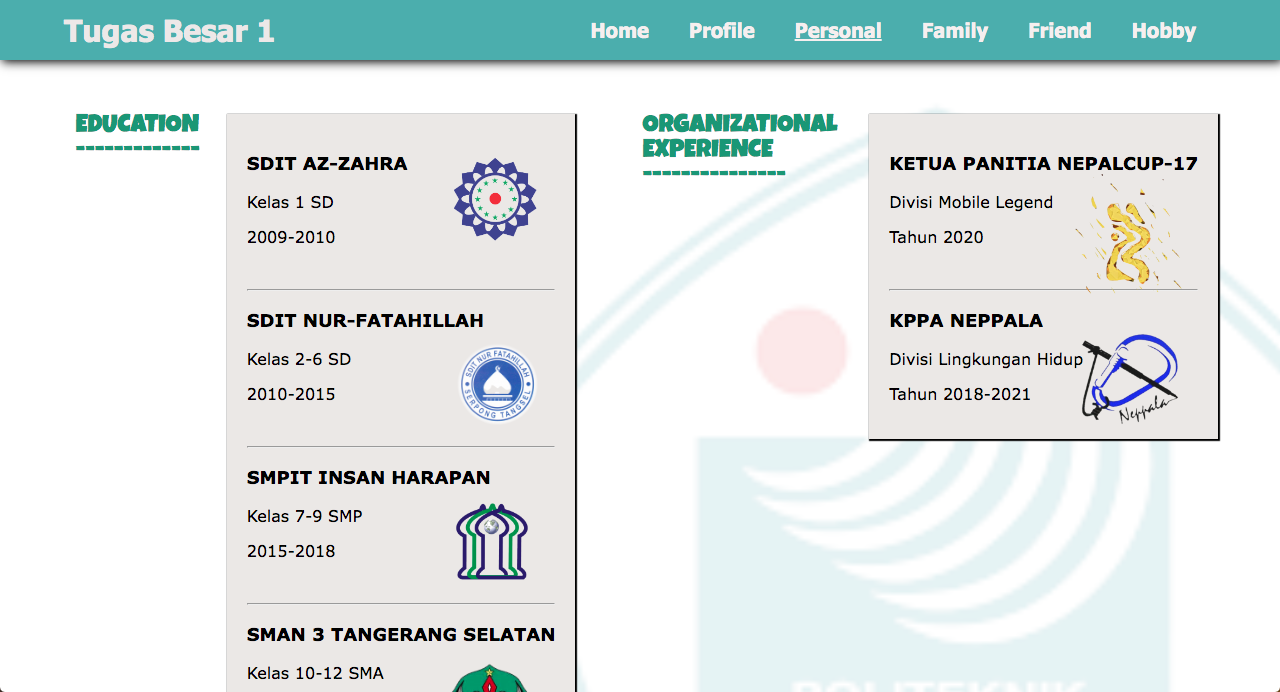 Tugas Besar 1
Home Profile Personal Family Friend Hobby
EDUCATION
-------------
SDIT AZ-ZAHRA
Kelas 1 SD
2009-2010
SDIT NUR-FATAHILLAH
Kelas 2-6 SD
2010-2015
SDIT NUR FATAHILLAH
SERPONG TANGSEL
SMPIT INSAN HARAPAN
Kelas 7-9 SMP
2015-2018
SMAN 3 TANGERANG SELATAN
Kelas 10-12 SMA
ORGANIZATIONAL
EXPERIENCE
---------------
KETUA PANITIA NEPALCUP-17
Divisi Mobile Legend
Tahun 2020
KPPA NEPPALA
Divisi Lingkungan Hidup
Tahun 2018-2021
Neppala
POLITEKNIK